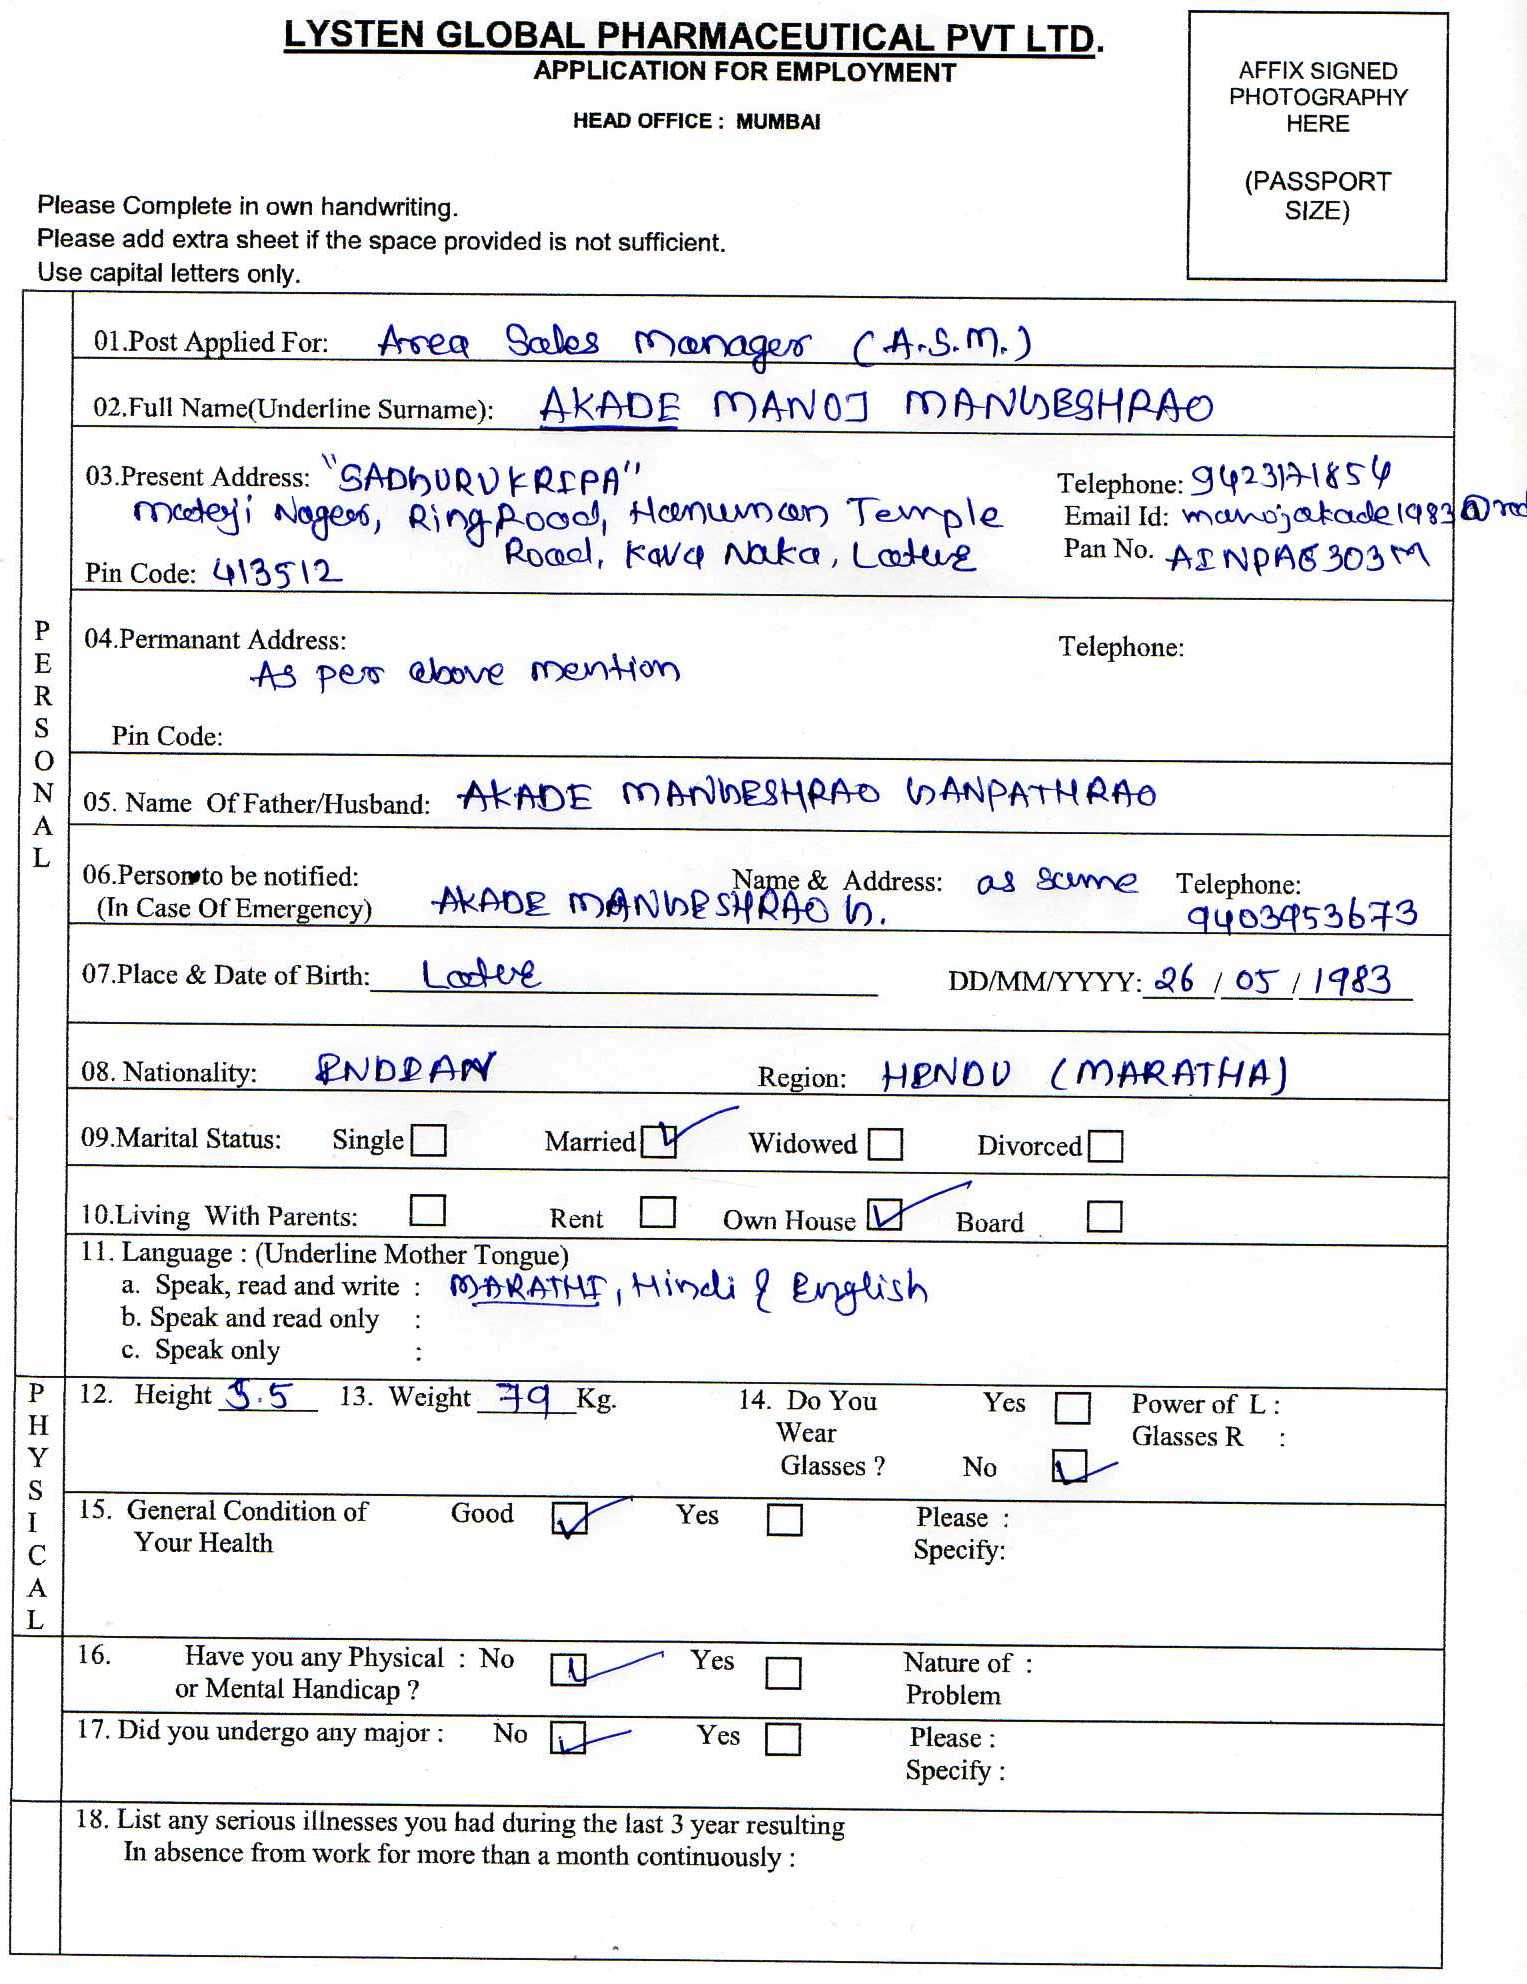 LYSTEN GLOBAL PHARMACEUTICAL PVT LTD.
APPLICATION FOR EMPLOYMENT
HEAD OFFICE : MUMBAI
AFFIX SIGNED
PHOTOGRAPHY
HERE
(PASSPORT
SIZE)
Please Complete in own handwriting.
Please add extra sheet if the space provided is not sufficient.
Use capital letters only.
PERSONAL
01.Post Applied For: Area Sales Manager (A.S.M.)
02.Full Name(Underline Surname): AKADE MANOJ MANGESHRAO
03.Present Address: "SADGURUKRIPA" Telephone: 9423171854
Nagar, Ring Road, Hanuman Temple Email Id: manojakade1983@red
Road, Kava Naka, Latur Pan No. AINPA6303M
Pin Code: 413512
04.Permanant Address: Telephone:
As per above mention
Pin Code:
05. Name Of Father/Husband: AKADE MANGESHRAO GANPATHRAO
06.Person to be notified: Name & Address: as same Telephone:
(In Case Of Emergency) AKADE MANGESHRAO G. 9403953673
07.Place & Date of Birth: Latur DD/MM/YYYY: 26 / 05 / 1983
08. Nationality: INDIAN Region: HINDU (MARATHA)
09.Marital Status: Single Married Widowed Divorced
10.Living With Parents: Rent Own House Board
11. Language : (Underline Mother Tongue)
a. Speak, read and write : MARATHI, Hindi & English
b. Speak and read only :
c. Speak only :
PHYSICAL
12. Height 5.5 13. Weight 79 Kg. 14. Do You Yes Power of L :
Wear Glasses R :
Glasses ? No
15. General Condition of Good Yes Please :
Your Health Specify:
16. Have you any Physical : No Yes Nature of :
or Mental Handicap ? Problem
17. Did you undergo any major : No Yes Please :
Specify :
18. List any serious illnesses you had during the last 3 year resulting
In absence from work for more than a month continuously :